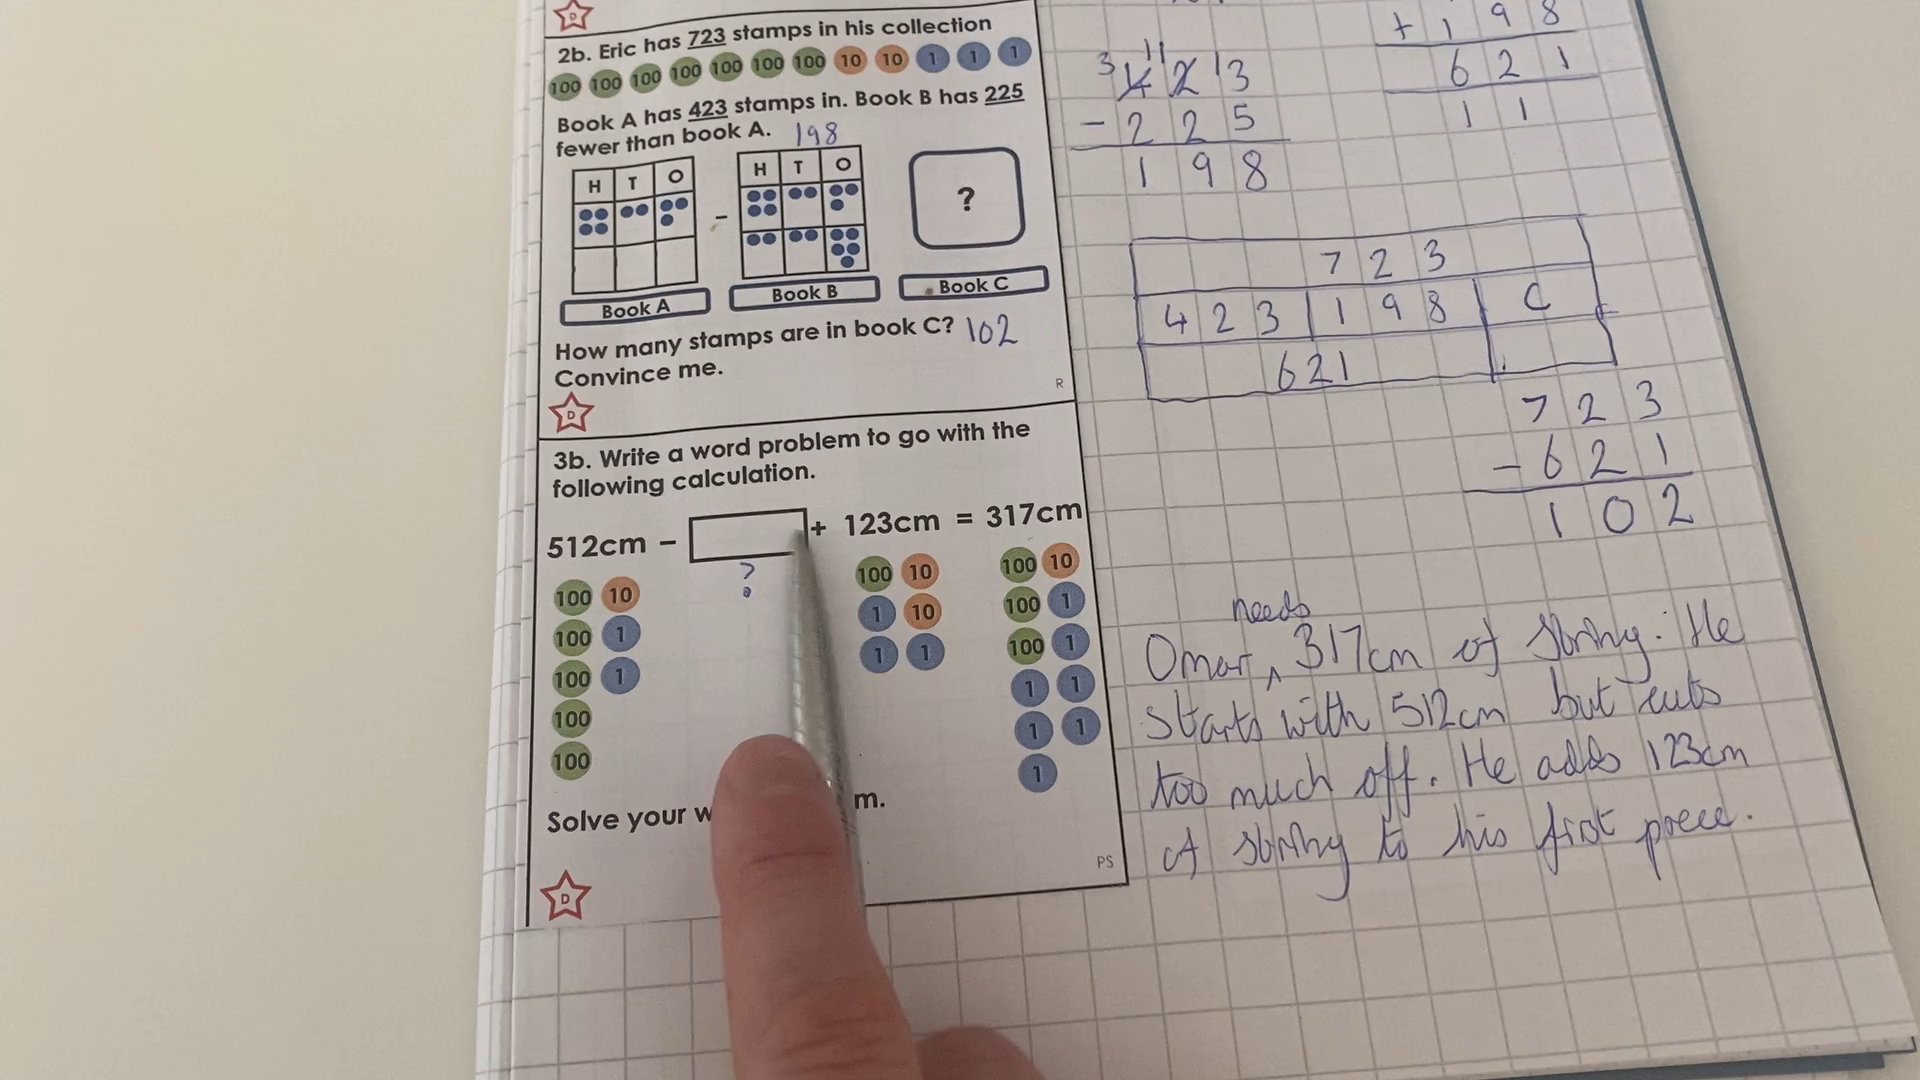 D
2b. Eric has 723 stamps in his collection
100 100 100 100 100 100 100 10 10 1 1 1
Book A has 423 stamps in. Book B has 225
fewer than book A. 198
H T O
- H T O
?
Book A
Book B
Book C
How many stamps are in book C? 102
Convince me.
R
D
3b. Write a word problem to go with the
following calculation.
512cm - + 123cm = 317cm
?
100 10
100 1
100 1
100
100
100 10
1 10
1 1
100 10
100 1
100 1
1 1
1 1
1
Solve your w m.
PS
D
3 11 1
4 2 3
- 2 2 5
1 9 8
+ 1 9 8
6 2 1
1 1
7 2 3
4 2 3 1 9 8 C
621
7 2 3
- 6 2 1
1 0 2
needs
Omar ^ 317cm of string. He
starts with 512cm but cuts
too much off. He adds 123cm
of string to his first piece.